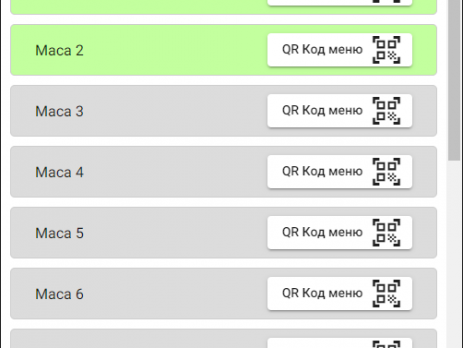 Маса 2 QR Код меню
Маса 3 QR Код меню
Маса 4 QR Код меню
Маса 5 QR Код меню
Маса 6 QR Код меню